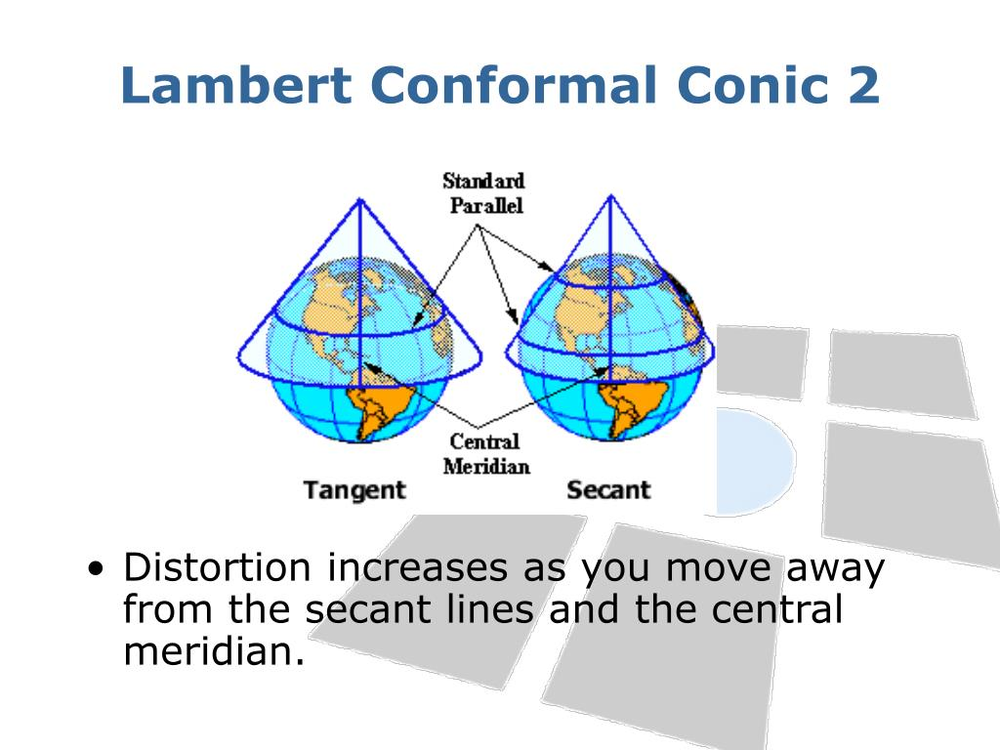 Lambert Conformal Conic 2
Standard
Parallel
Central
Meridian
Tangent
Secant
• Distortion increases as you move away
from the secant lines and the central
meridian.